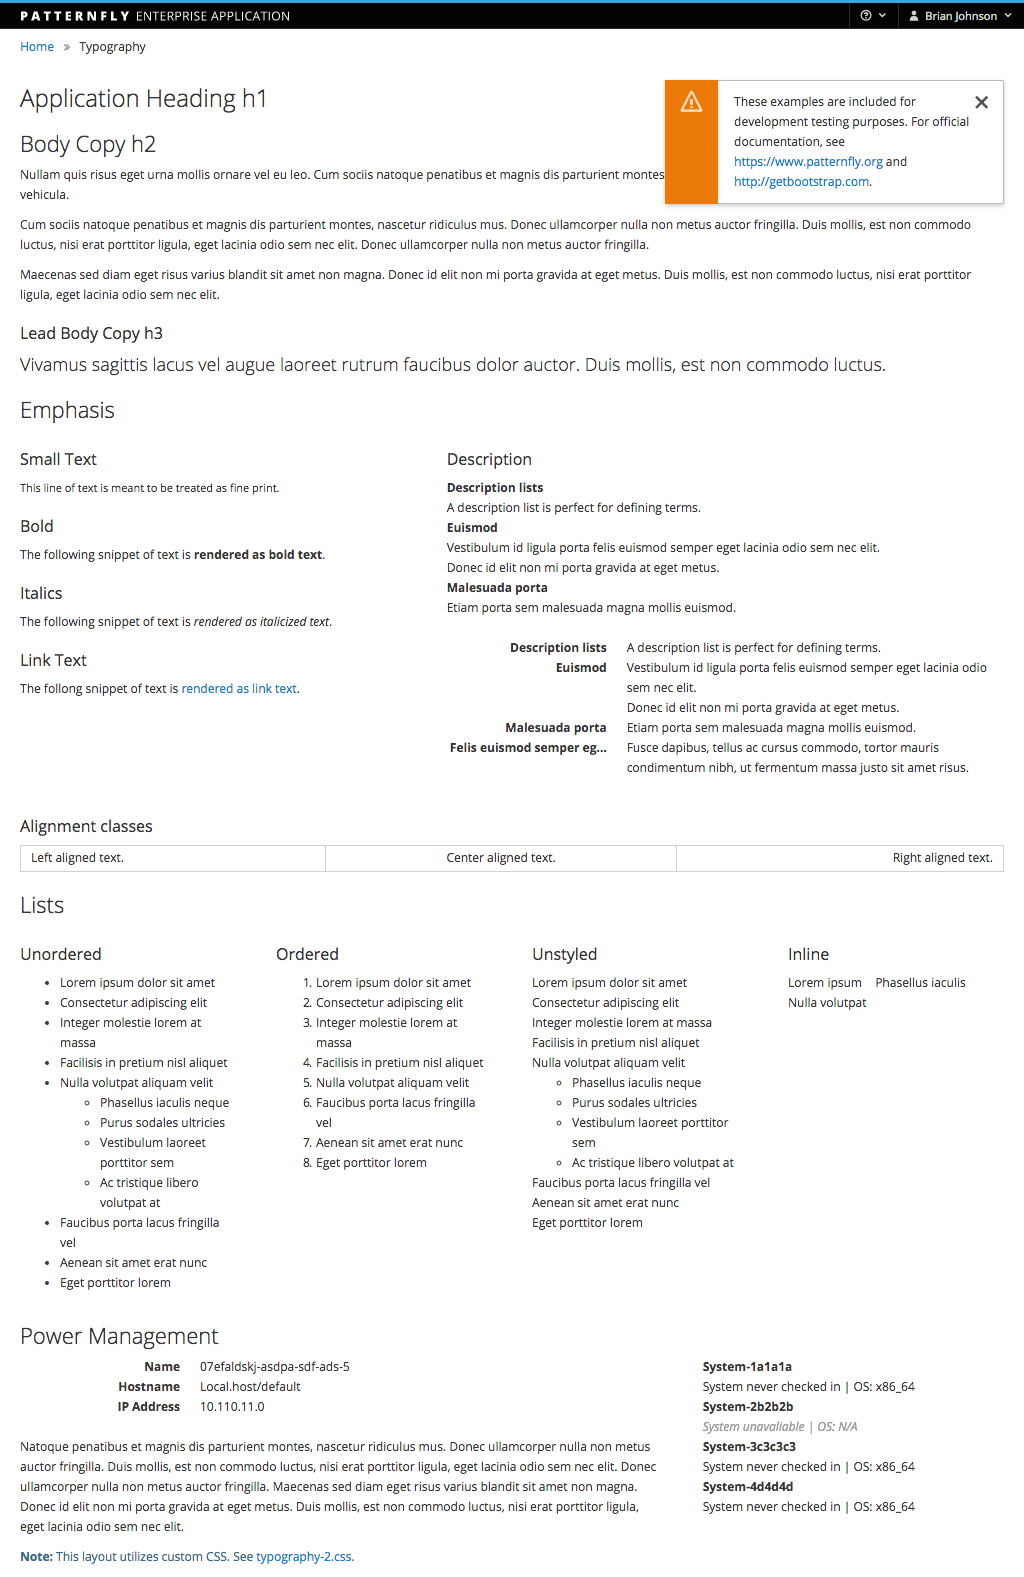 PATTERNFLY ENTERPRISE APPLICATION
Brian Johnson
Home » Typography
Application Heading h1
These examples are included for
development testing purposes. For official
documentation, see
https://www.patternfly.org and
http://getbootstrap.com.
Body Copy h2
Nullam quis risus eget urna mollis ornare vel eu leo. Cum sociis natoque penatibus et magnis dis parturient montes
vehicula.
Cum sociis natoque penatibus et magnis dis parturient montes, nascetur ridiculus mus. Donec ullamcorper nulla non metus auctor fringilla. Duis mollis, est non commodo
luctus, nisi erat porttitor ligula, eget lacinia odio sem nec elit. Donec ullamcorper nulla non metus auctor fringilla.
Maecenas sed diam eget risus varius blandit sit amet non magna. Donec id elit non mi porta gravida at eget metus. Duis mollis, est non commodo luctus, nisi erat porttitor
ligula, eget lacinia odio sem nec elit.
Lead Body Copy h3
Vivamus sagittis lacus vel augue laoreet rutrum faucibus dolor auctor. Duis mollis, est non commodo luctus.
Emphasis
Small Text
This line of text is meant to be treated as fine print.
Bold
The following snippet of text is rendered as bold text.
Italics
The following snippet of text is rendered as italicized text.
Link Text
The follong snippet of text is rendered as link text.
Description
Description lists
A description list is perfect for defining terms.
Euismod
Vestibulum id ligula porta felis euismod semper eget lacinia odio sem nec elit.
Donec id elit non mi porta gravida at eget metus.
Malesuada porta
Etiam porta sem malesuada magna mollis euismod.
Description lists A description list is perfect for defining terms.
Euismod Vestibulum id ligula porta felis euismod semper eget lacinia odio
sem nec elit.
Donec id elit non mi porta gravida at eget metus.
Malesuada porta Etiam porta sem malesuada magna mollis euismod.
Felis euismod semper eg... Fusce dapibus, tellus ac cursus commodo, tortor mauris
condimentum nibh, ut fermentum massa justo sit amet risus.
Alignment classes
Left aligned text. Center aligned text. Right aligned text.
Lists
Unordered
• Lorem ipsum dolor sit amet
• Consectetur adipiscing elit
• Integer molestie lorem at
massa
• Facilisis in pretium nisl aliquet
• Nulla volutpat aliquam velit
◦ Phasellus iaculis neque
◦ Purus sodales ultricies
◦ Vestibulum laoreet
porttitor sem
◦ Ac tristique libero
volutpat at
• Faucibus porta lacus fringilla
vel
• Aenean sit amet erat nunc
• Eget porttitor lorem
Ordered
1. Lorem ipsum dolor sit amet
2. Consectetur adipiscing elit
3. Integer molestie lorem at
massa
4. Facilisis in pretium nisl aliquet
5. Nulla volutpat aliquam velit
6. Faucibus porta lacus fringilla
vel
7. Aenean sit amet erat nunc
8. Eget porttitor lorem
Unstyled
Lorem ipsum dolor sit amet
Consectetur adipiscing elit
Integer molestie lorem at massa
Facilisis in pretium nisl aliquet
Nulla volutpat aliquam velit
◦ Phasellus iaculis neque
◦ Purus sodales ultricies
◦ Vestibulum laoreet porttitor
sem
◦ Ac tristique libero volutpat at
Faucibus porta lacus fringilla vel
Aenean sit amet erat nunc
Eget porttitor lorem
Inline
Lorem ipsum Phasellus iaculis
Nulla volutpat
Power Management
Name 07efaldskj-asdpa-sdf-ads-5
Hostname Local.host/default
IP Address 10.110.11.0
Natoque penatibus et magnis dis parturient montes, nascetur ridiculus mus. Donec ullamcorper nulla non metus
auctor fringilla. Duis mollis, est non commodo luctus, nisi erat porttitor ligula, eget lacinia odio sem nec elit. Donec
ullamcorper nulla non metus auctor fringilla. Maecenas sed diam eget risus varius blandit sit amet non magna.
Donec id elit non mi porta gravida at eget metus. Duis mollis, est non commodo luctus, nisi erat porttitor ligula,
eget lacinia odio sem nec elit.
Note: This layout utilizes custom CSS. See typography-2.css.
System-1a1a1a
System never checked in | OS: x86_64
System-2b2b2b
System unavaliable | OS: N/A
System-3c3c3c3
System never checked in | OS: x86_64
System-4d4d4d
System never checked in | OS: x86_64